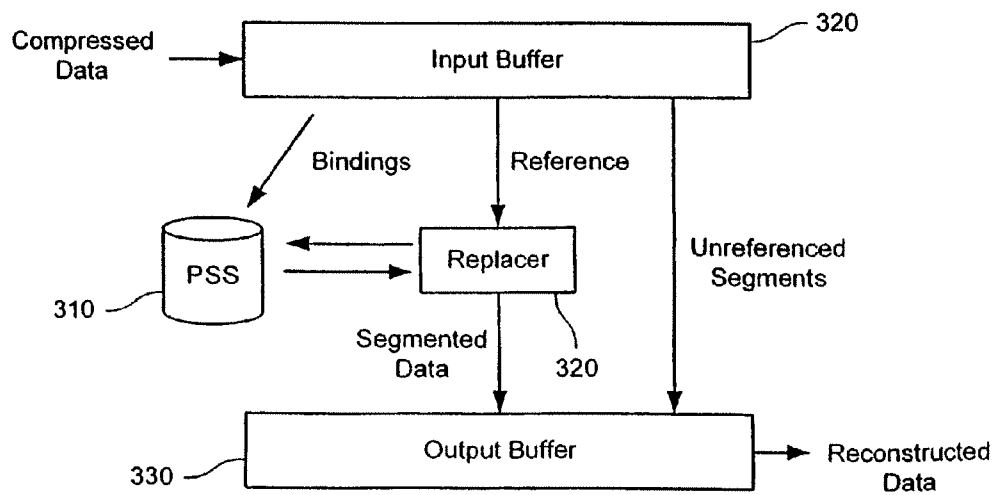 Compressed
Data
320
Input Buffer
Bindings
Reference
PSS
310
Replacer
320
Unreferenced
Segments
Segmented
Data
Output Buffer
330
Reconstructed
Data